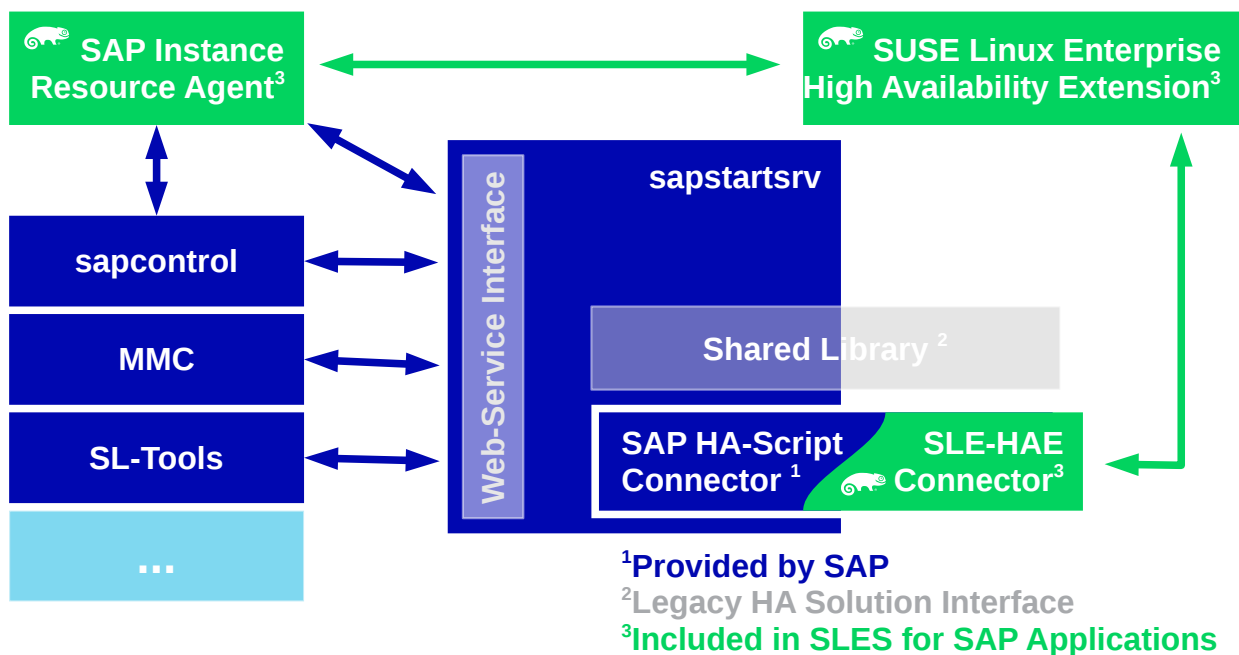 SAP Instance
Resource Agent³
SUSE Linux Enterprise
High Availability Extension³
sapstartsrv
Web-Service Interface
sapcontrol
MMC
SL-Tools
...
Shared Library ²
SAP HA-Script
Connector ¹
SLE-HAE
Connector³
¹Provided by SAP
²Legacy HA Solution Interface
³Included in SLES for SAP Applications